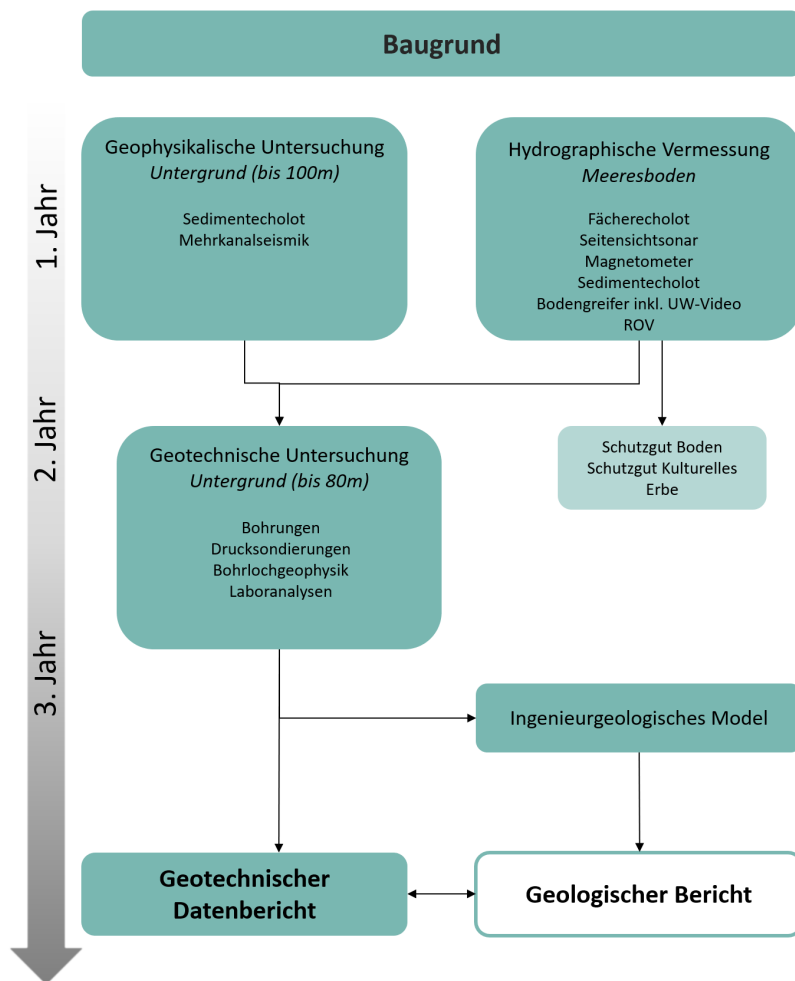 Baugrund
1. Jahr
Geophysikalische Untersuchung
Untergrund (bis 100m)
Sedimentecholot
Mehrkanalseismik
Hydrographische Vermessung
Meeresboden
Fächerecholot
Seitensichtsonar
Magnetometer
Sedimentecholot
Bodengreifer inkl. UW-Video
ROV
2. Jahr
Geotechnische Untersuchung
Untergrund (bis 80m)
Bohrungen
Drucksondierungen
Bohrlochgeophysik
Laboranalysen
Schutzgut Boden
Schutzgut Kulturelles
Erbe
3. Jahr
Ingenieurgeologisches Model
Geotechnischer
Datenbericht
Geologischer Bericht